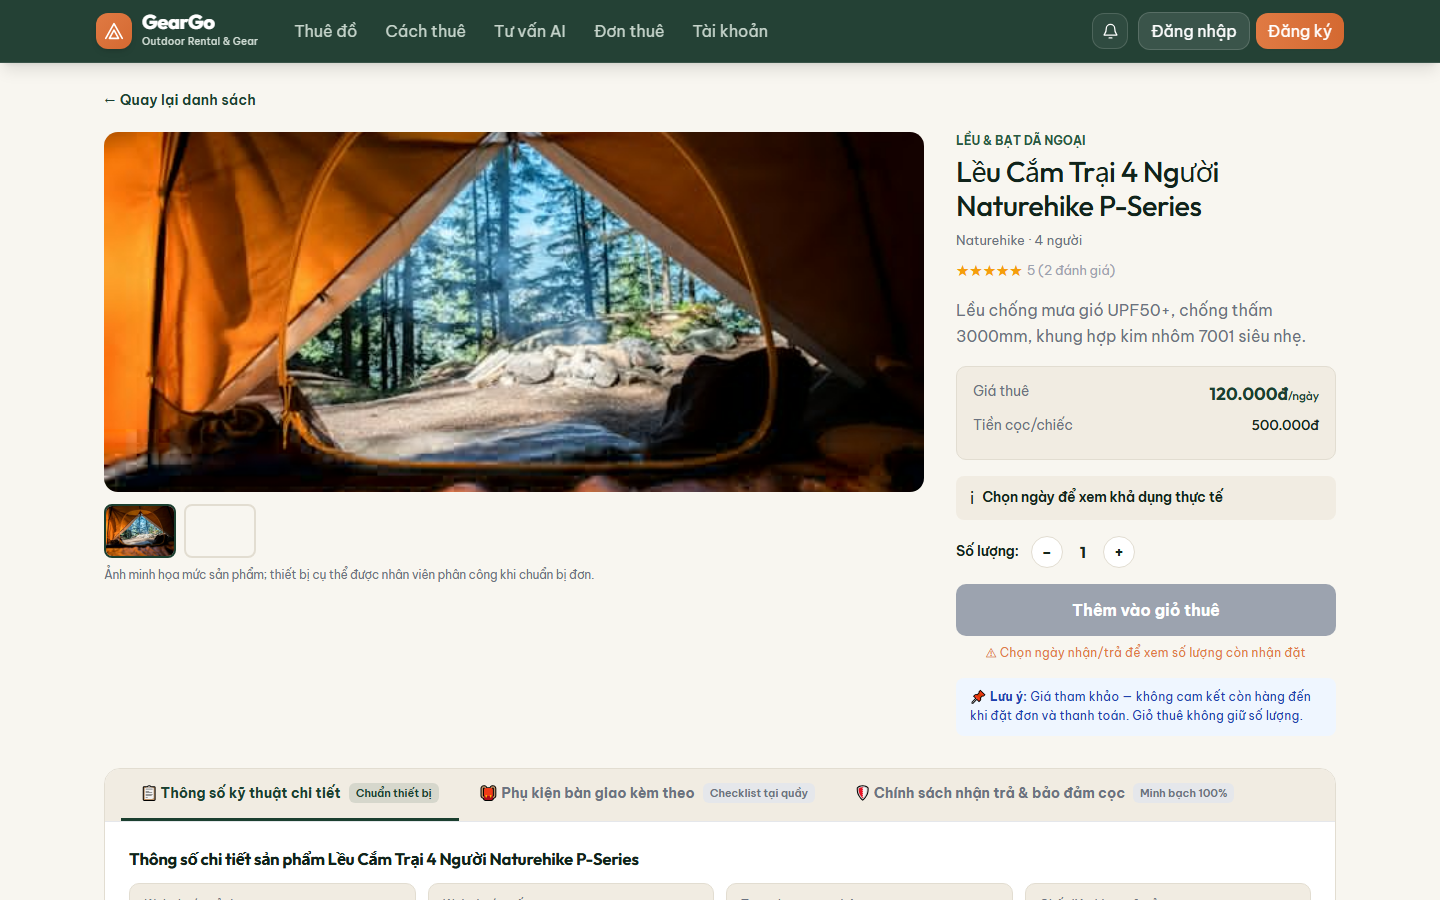 GearGo
Outdoor Rental & Gear
Thuê đồ
Cách thuê
Tư vấn AI
Đơn thuê
Tài khoản
Đăng nhập
Đăng ký
← Quay lại danh sách
LỀU & BẠT DÃ NGOẠI
Lều Cắm Trại 4 Người
Naturehike P-Series
Naturehike · 4 người
★★★★★ 5 (2 đánh giá)
Lều chống mưa gió UPF50+, chống thấm
3000mm, khung hợp kim nhôm 7001 siêu nhẹ.
Giá thuê 120.000đ/ngày
Tiền cọc/chiếc 500.000đ
i Chọn ngày để xem khả dụng thực tế
Số lượng: − 1 +
Thêm vào giỏ thuê
⚠ Chọn ngày nhận/trả để xem số lượng còn nhận đặt
📌 Lưu ý: Giá tham khảo — không cam kết còn hàng đến
khi đặt đơn và thanh toán. Giỏ thuê không giữ số lượng.
Ảnh minh họa mức sản phẩm; thiết bị cụ thể được nhân viên phân công khi chuẩn bị đơn.
📋 Thông số kỹ thuật chi tiết Chuẩn thiết bị
🎒 Phụ kiện bàn giao kèm theo Checklist tại quầy
🛡 Chính sách nhận trả & bảo đảm cọc Minh bạch 100%
Thông số chi tiết sản phẩm Lều Cắm Trại 4 Người Naturehike P-Series